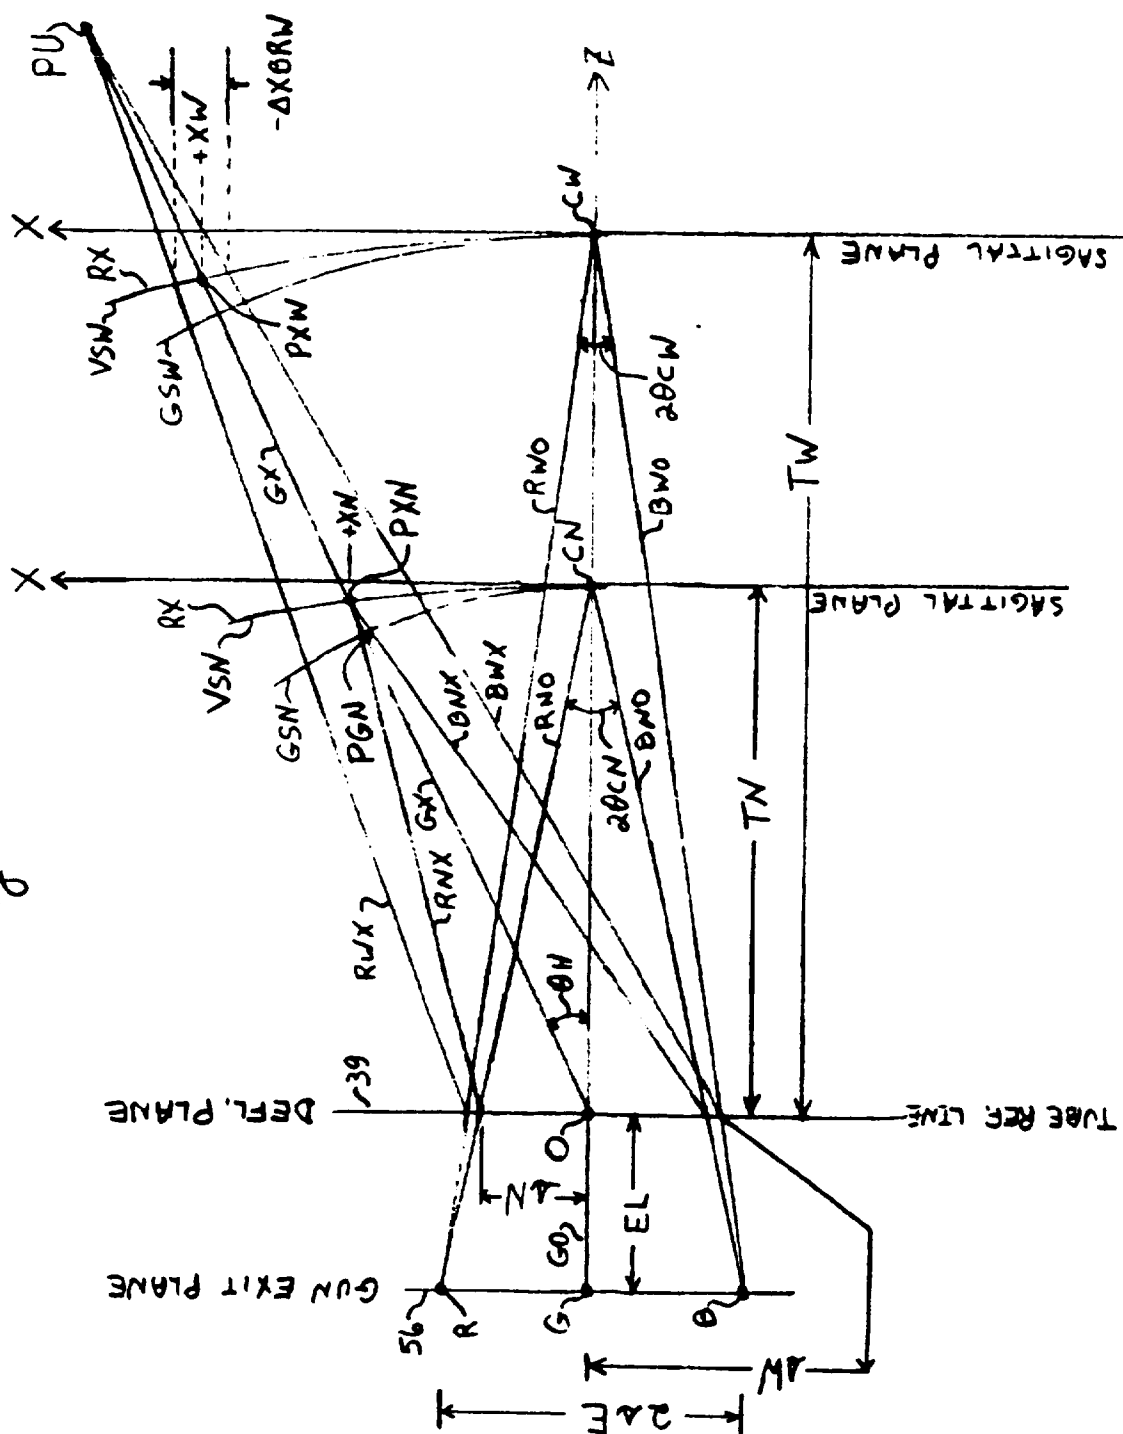 PU
-ΔXBRW
+XW
X
Z
CW
SAGITTAL PLANE
RX
VSW
GSW
PXW
2θCW
GX
RWO
BWO
TW
X
+XN
PXN
CN
SAGITTAL PLANE
RX
VSN
GSN
PGN
BNX
BWX
RNO
2θCN
BNO
TN
GX
RNX
RWX
θH
39
DEFL. PLANE
TUBE REF. LINE
O
ΔN
EL
GO
GUN EXIT PLANE
56
R
G
B
ΔW
2ΔE